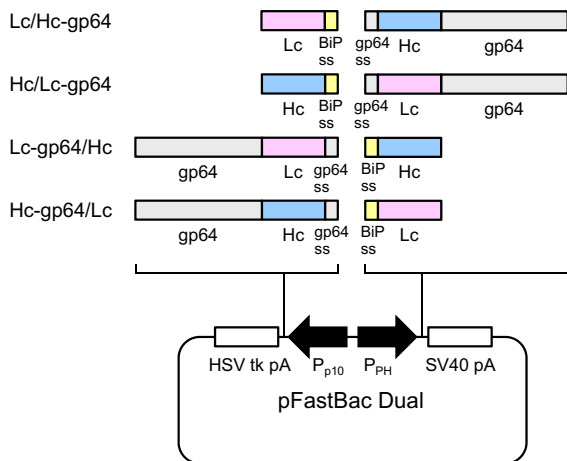 Lc/Hc-gp64
Lc BiP ss gp64 ss Hc gp64
Hc/Lc-gp64
Hc BiP ss gp64 ss Lc gp64
Lc-gp64/Hc
gp64 Lc gp64 ss BiP ss Hc
Hc-gp64/Lc
gp64 Hc gp64 ss BiP ss Lc
HSV tk pA Pp10 PPH SV40 pA
pFastBac Dual